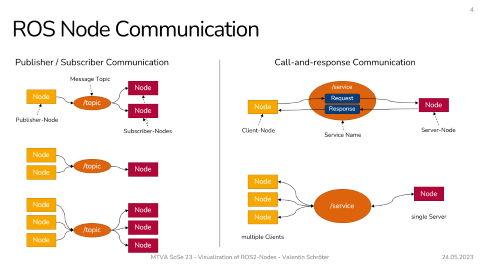 4
ROS Node Communication
Publisher / Subscriber Communication
Message Topic
Node
/topic
Node
Node
Publisher-Node
Subscriber-Nodes
Node
Node
/topic
Node
Node
Node
Node
/topic
Node
Node
Node
Call-and-response Communication
/service
Request
Response
Node
Node
Client-Node
Service Name
Server-Node
Node
Node
Node
/service
Node
single Server
multiple Clients
MTVA SoSe 23 - Visualization of ROS2-Nodes - Valentin Schröter
24.05.2023